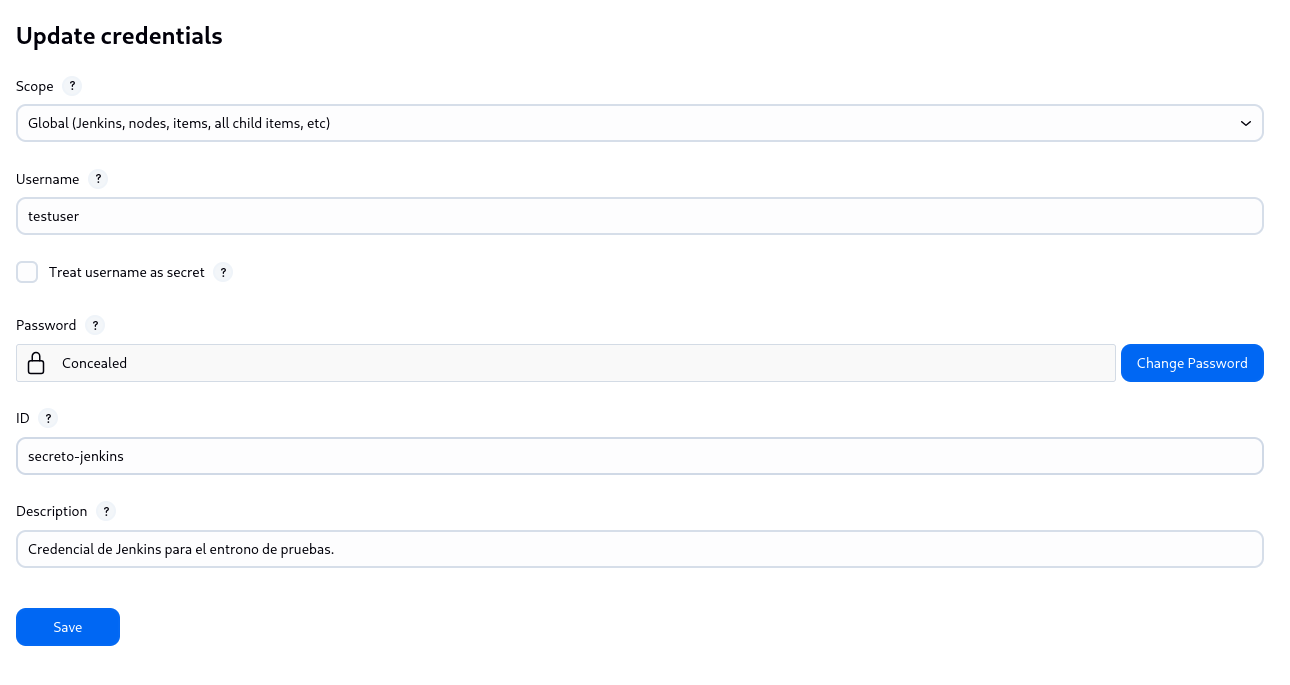 Update credentials
Scope ?
Global (Jenkins, nodes, items, all child items, etc)
Username ?
testuser
Treat username as secret ?
Password ?
Concealed
Change Password
ID ?
secreto-jenkins
Description ?
Credencial de Jenkins para el entrono de pruebas.
Save